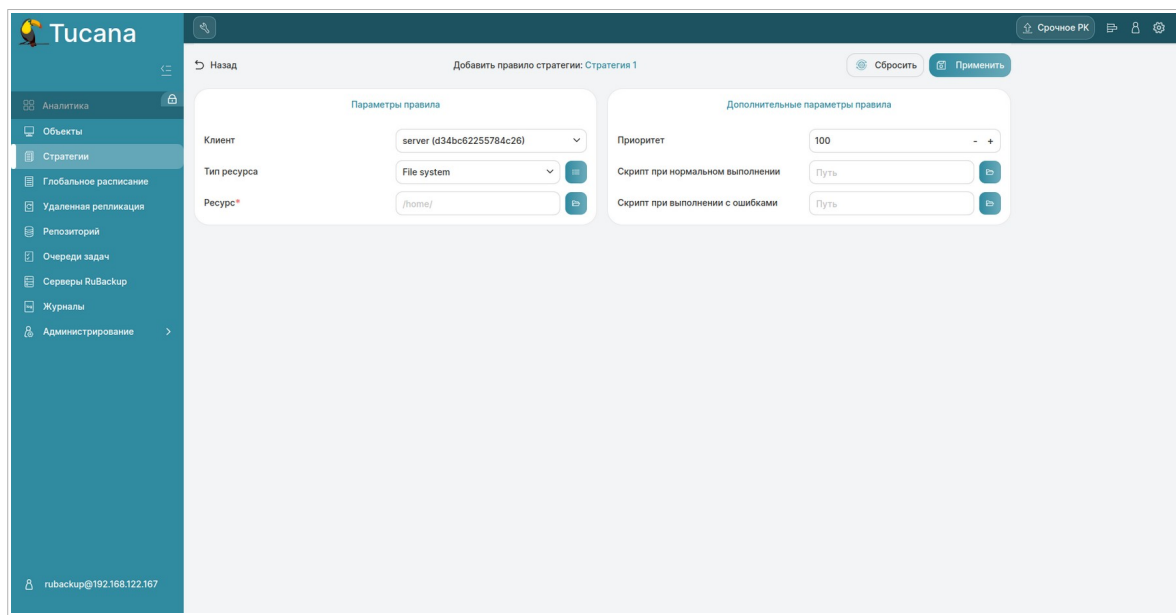 Tucana
Срочное РК
Назад
Добавить правило стратегии: Стратегия 1
Сбросить
Применить
Аналитика
Объекты
Стратегии
Глобальное расписание
Удаленная репликация
Репозиторий
Очереди задач
Серверы RuBackup
Журналы
Администрирование
rubackup@192.168.122.167
Параметры правила
Клиент
server (d34bc62255784c26)
Тип ресурса
File system
Ресурс*
/home/
Дополнительные параметры правила
Приоритет
100
- +
Скрипт при нормальном выполнении
Путь
Скрипт при выполнении с ошибками
Путь